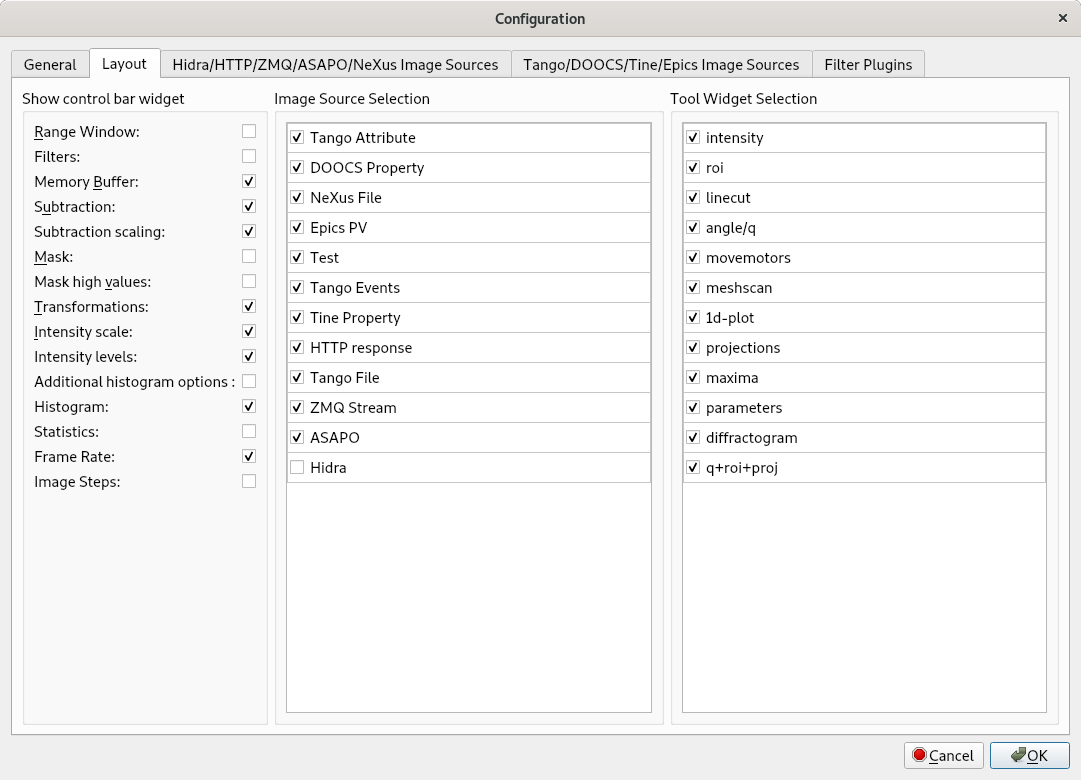 Configuration
General
Layout
Hidra/HTTP/ZMQ/ASAPO/NeXus Image Sources
Tango/DOOCS/Tine/Epics Image Sources
Filter Plugins
Show control bar widget
Range Window:
Filters:
Memory Buffer:
Subtraction:
Subtraction scaling:
Mask:
Mask high values:
Transformations:
Intensity scale:
Intensity levels:
Additional histogram options :
Histogram:
Statistics:
Frame Rate:
Image Steps:
Image Source Selection
Tango Attribute
DOOCS Property
NeXus File
Epics PV
Test
Tango Events
Tine Property
HTTP response
Tango File
ZMQ Stream
ASAPO
Hidra
Tool Widget Selection
intensity
roi
linecut
angle/q
movemotors
meshscan
1d-plot
projections
maxima
parameters
diffractogram
q+roi+proj
Cancel
OK